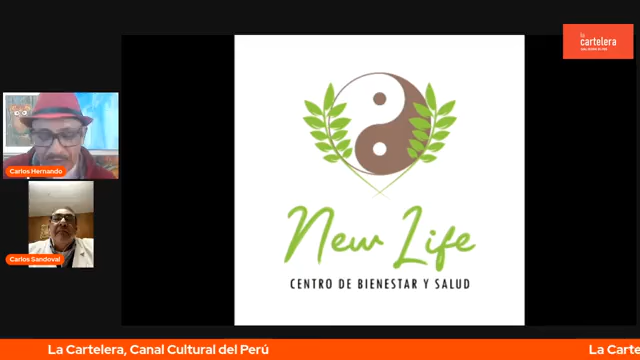 la
cartelera
Carlos Hernando
Carlos Sandoval
New Life
CENTRO DE BIENESTAR Y SALUD
La Cartelera, Canal Cultural del Perú
La Carte